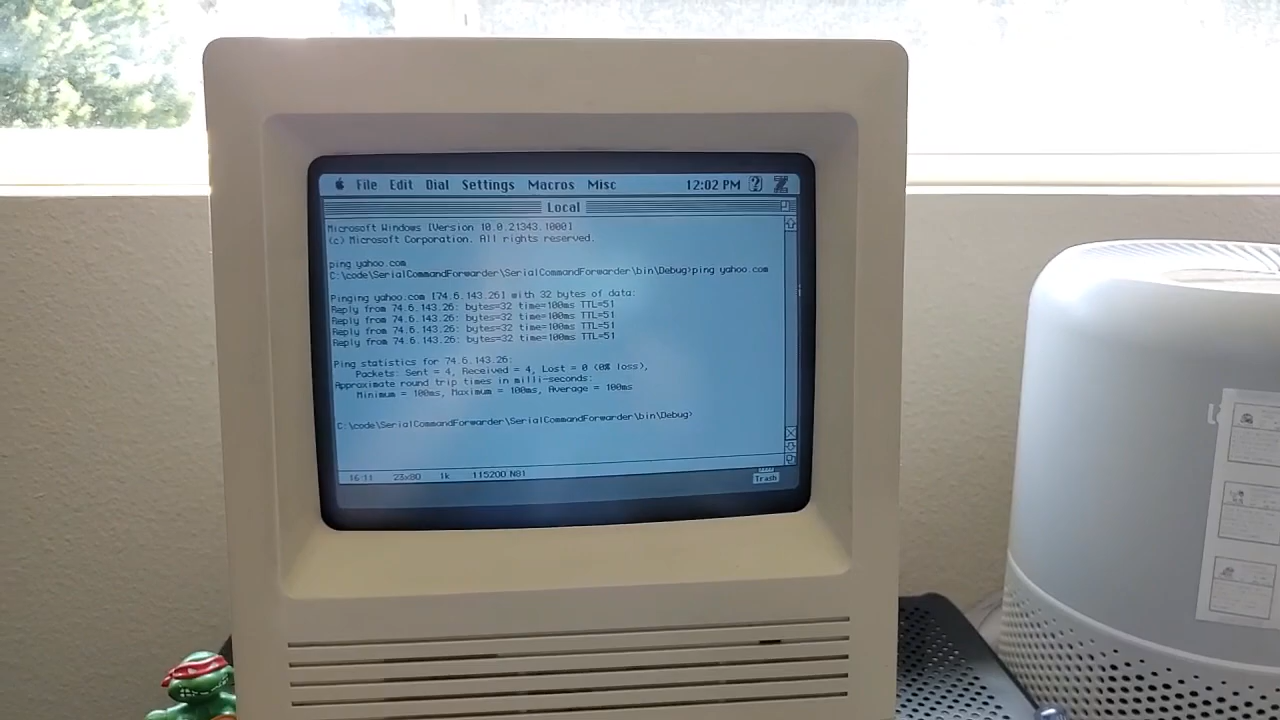 File Edit Dial Settings Macros Misc 12:02 PM
Local
Microsoft Windows [Version 10.0.21343.1000]
(c) Microsoft Corporation. All rights reserved.
ping yahoo.com
C:\code\SerialCommandForwarder\SerialCommandForwarder\bin\Debug>ping yahoo.com
Pinging yahoo.com [74.6.143.26] with 32 bytes of data:
Reply from 74.6.143.26: bytes=32 time=100ms TTL=51
Reply from 74.6.143.26: bytes=32 time=100ms TTL=51
Reply from 74.6.143.26: bytes=32 time=100ms TTL=51
Reply from 74.6.143.26: bytes=32 time=100ms TTL=51
Ping statistics for 74.6.143.26:
Packets: Sent = 4, Received = 4, Lost = 0 (0% loss),
Approximate round trip times in milli-seconds:
Minimum = 100ms, Maximum = 100ms, Average = 100ms
C:\code\SerialCommandForwarder\SerialCommandForwarder\bin\Debug>
16:11 23x80 1k 115200 N81
Trash